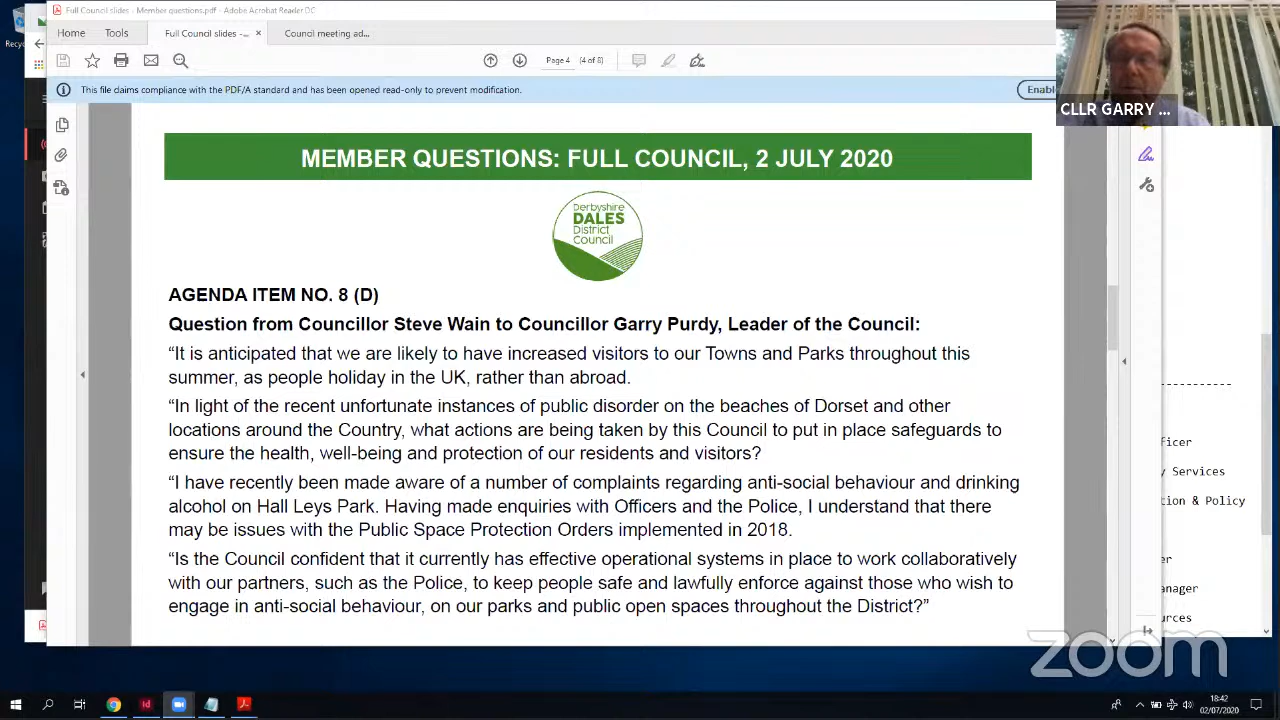 Full Council slides - Member questions.pdf - Adobe Acrobat Reader DC
Home Tools Full Council slides -... × Council meeting ad...
Page 4 (4 of 8)
This file claims compliance with the PDF/A standard and has been opened read-only to prevent modification.
CLLR GARRY ...
MEMBER QUESTIONS: FULL COUNCIL, 2 JULY 2020
Derbyshire
DALES
District
Council
AGENDA ITEM NO. 8 (D)
Question from Councillor Steve Wain to Councillor Garry Purdy, Leader of the Council:
“It is anticipated that we are likely to have increased visitors to our Towns and Parks throughout this
summer, as people holiday in the UK, rather than abroad.
“In light of the recent unfortunate instances of public disorder on the beaches of Dorset and other
locations around the Country, what actions are being taken by this Council to put in place safeguards to
ensure the health, well-being and protection of our residents and visitors?
“I have recently been made aware of a number of complaints regarding anti-social behaviour and drinking
alcohol on Hall Leys Park. Having made enquiries with Officers and the Police, I understand that there
may be issues with the Public Space Protection Orders implemented in 2018.
“Is the Council confident that it currently has effective operational systems in place to work collaboratively
with our partners, such as the Police, to keep people safe and lawfully enforce against those who wish to
engage in anti-social behaviour, on our parks and public open spaces throughout the District?”
y Services
tion & Policy
zoom
18:42
02/07/2020